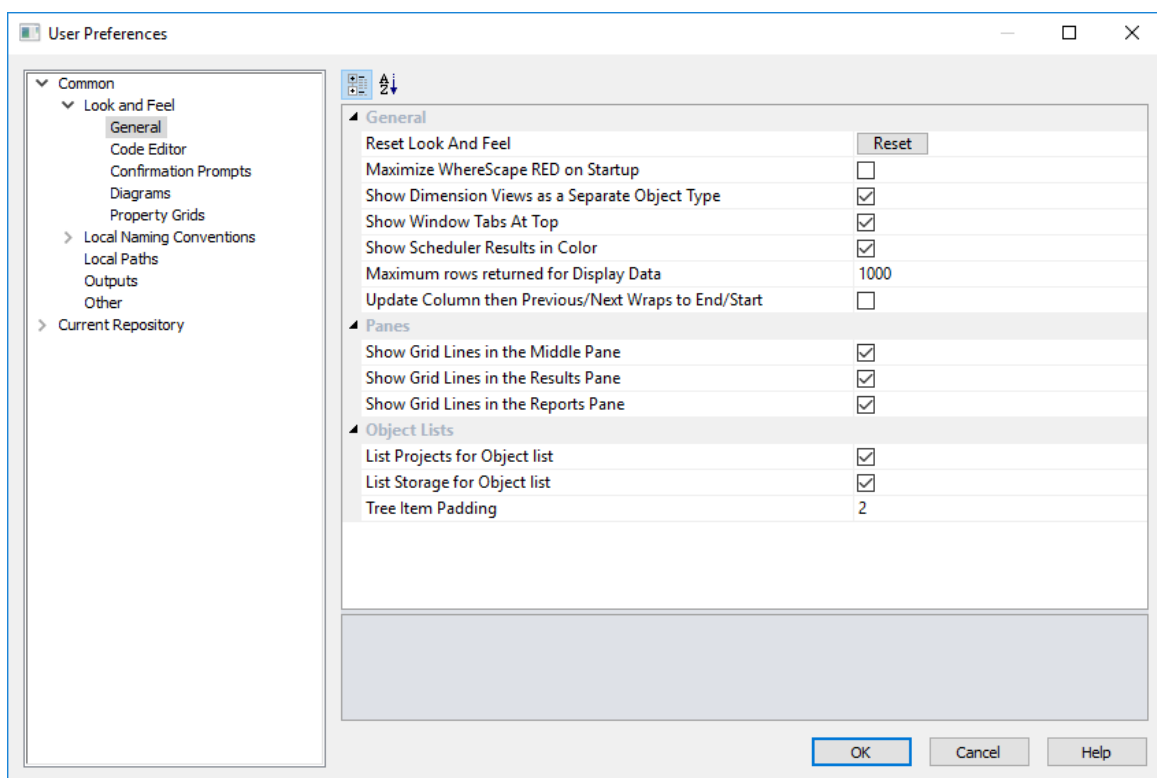 User Preferences
Common
Look and Feel
General
Code Editor
Confirmation Prompts
Diagrams
Property Grids
Local Naming Conventions
Local Paths
Outputs
Other
Current Repository
General
Reset Look And Feel Reset
Maximize WhereScape RED on Startup
Show Dimension Views as a Separate Object Type
Show Window Tabs At Top
Show Scheduler Results in Color
Maximum rows returned for Display Data 1000
Update Column then Previous/Next Wraps to End/Start
Panes
Show Grid Lines in the Middle Pane
Show Grid Lines in the Results Pane
Show Grid Lines in the Reports Pane
Object Lists
List Projects for Object list
List Storage for Object list
Tree Item Padding 2
OK Cancel Help